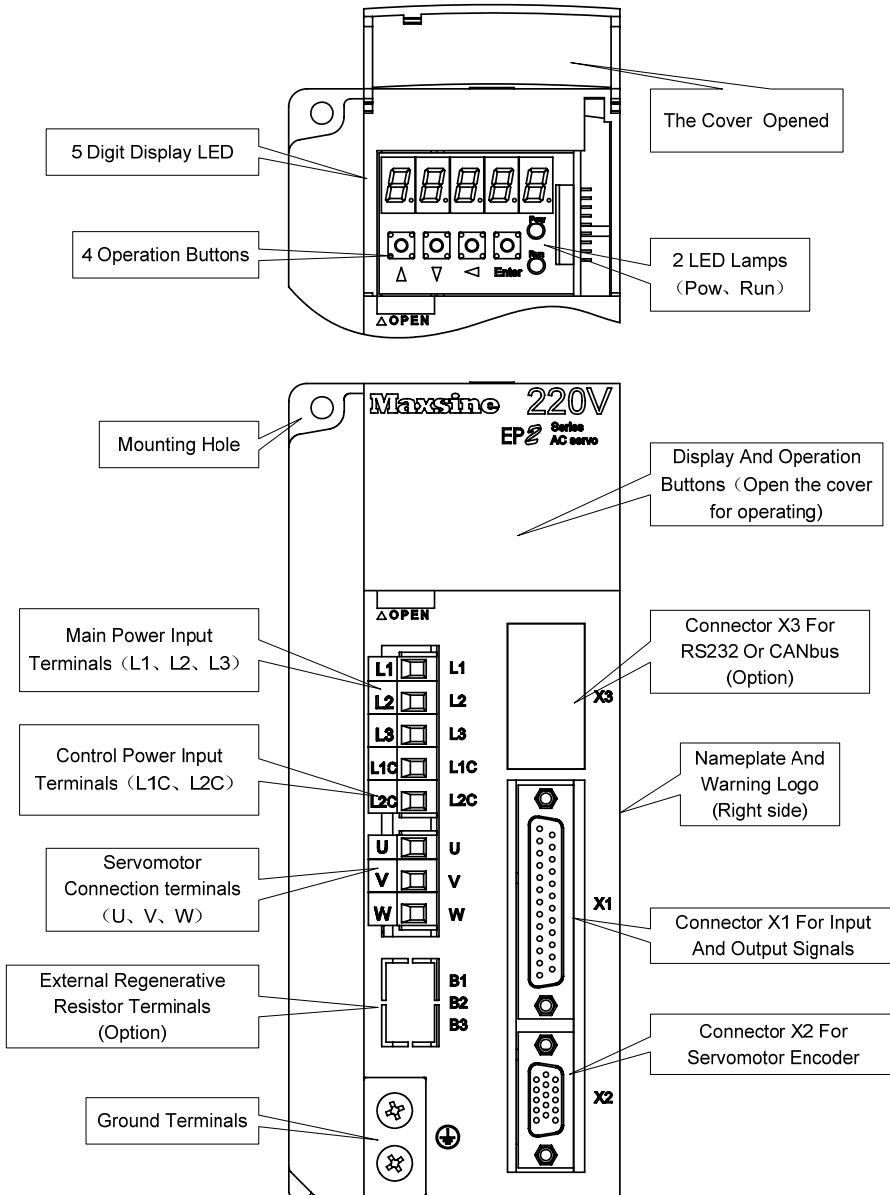 The Cover Opened
5 Digit Display LED
4 Operation Buttons
Pow
Run
Enter
2 LED Lamps
（Pow、Run）
△OPEN
Maxsine
220V
EP2 Series
AC servo
Mounting Hole
Display And Operation
Buttons（Open the cover
for operating)
△OPEN
Main Power Input
Terminals（L1、L2、L3）
Connector X3 For
RS232 Or CANbus
(Option)
L1 L1
L2 L2
X3
L3 L3
Control Power Input
Terminals（L1C、L2C）
L1C L1C
L2C L2C
Nameplate And
Warning Logo
(Right side)
U U
V V
W W
Servomotor
Connection terminals
（U、V、W）
X1
Connector X1 For Input
And Output Signals
External Regenerative
Resistor Terminals
(Option)
B1
B2
B3
Connector X2 For
Servomotor Encoder
X2
Ground Terminals